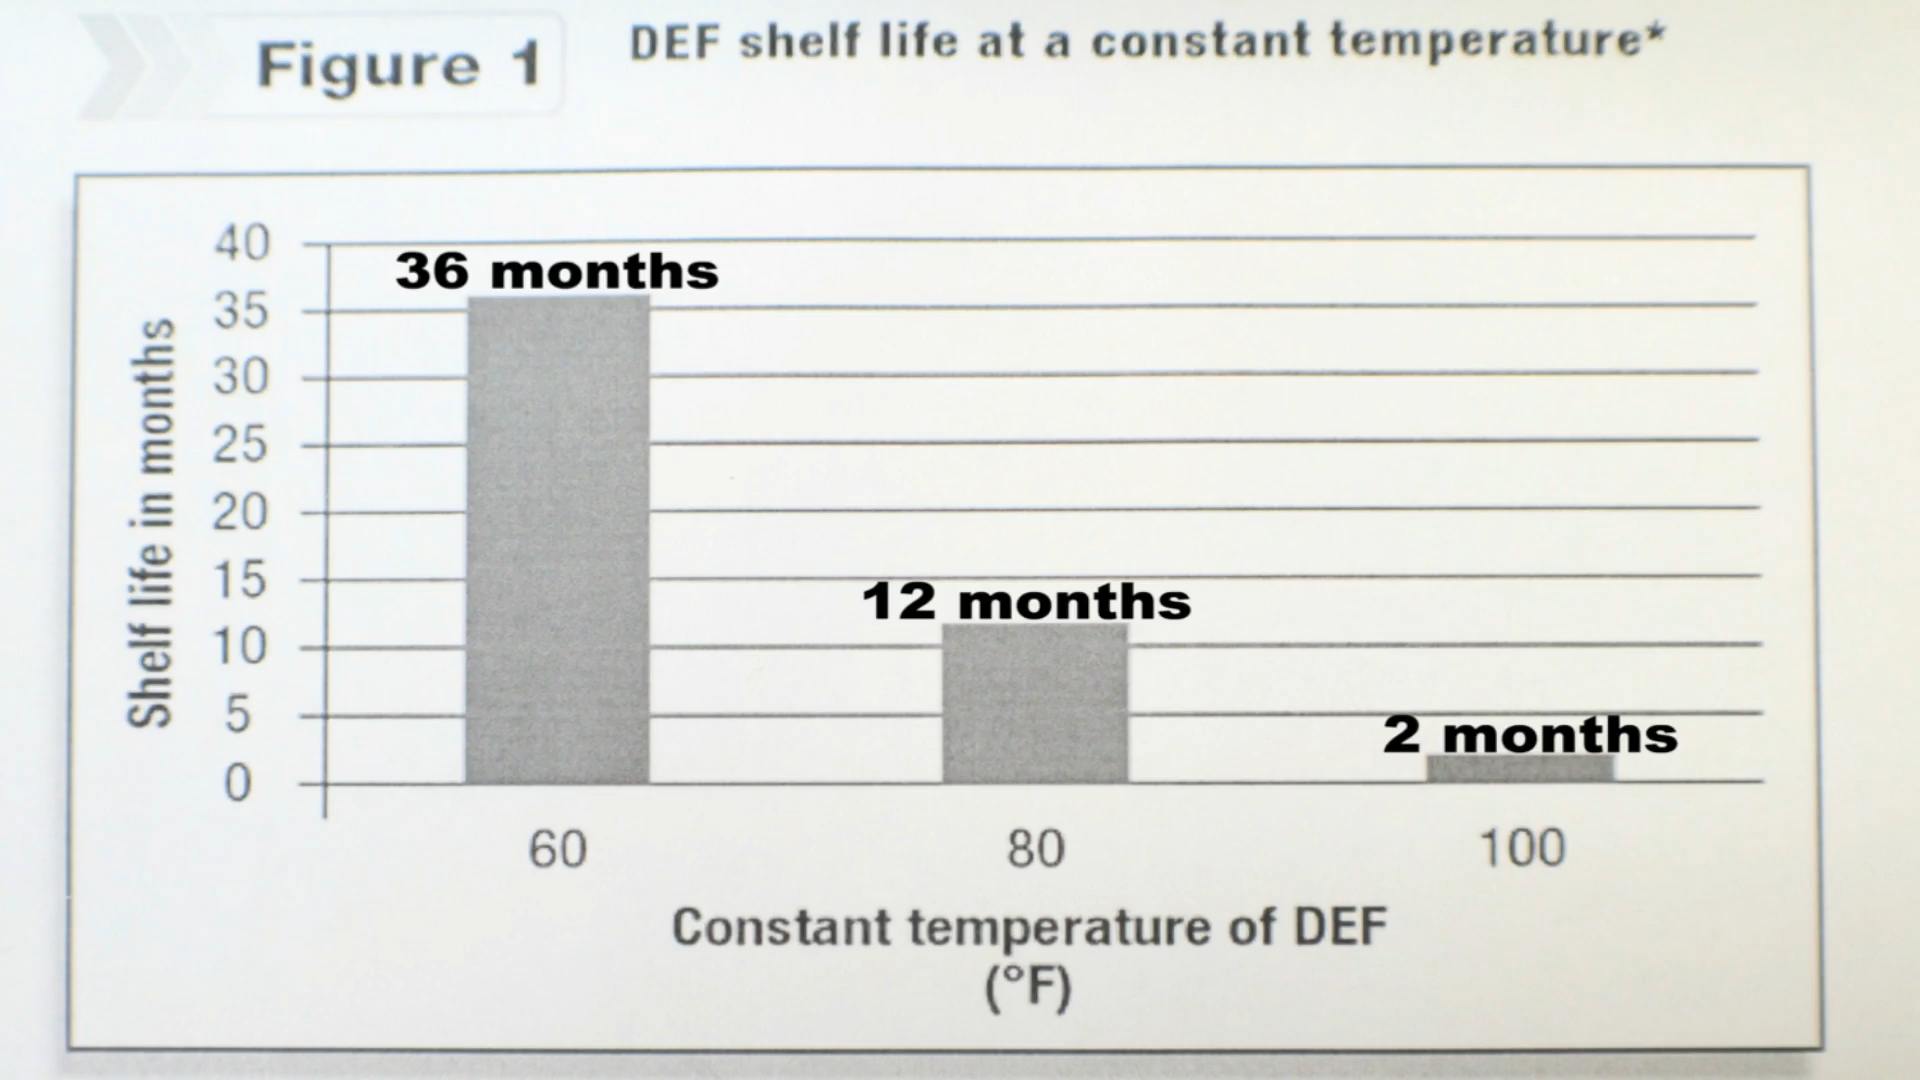 Figure 1
DEF shelf life at a constant temperature*
Shelf life in months
40
35
30
25
20
15
10
5
0
36 months
12 months
2 months
60
80
100
Constant temperature of DEF
(°F)